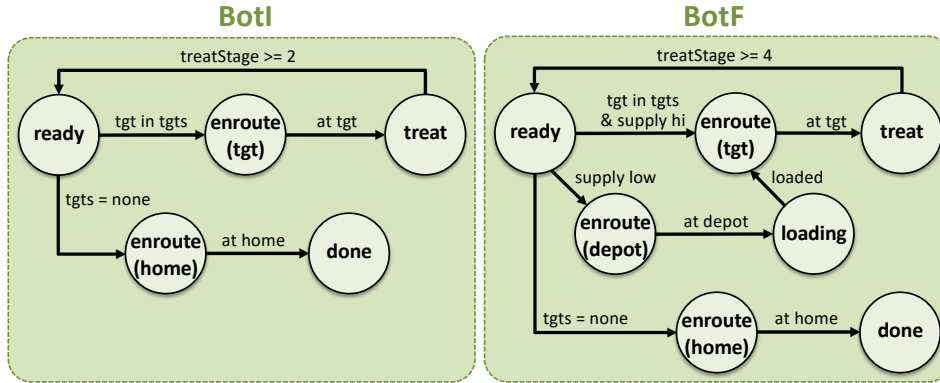 BotI
treatStage >= 2
ready
tgt in tgts
enroute
(tgt)
at tgt
treat
tgts = none
enroute
(home)
at home
done
BotF
treatStage >= 4
ready
tgt in tgts
& supply hi
enroute
(tgt)
at tgt
treat
supply low
loaded
enroute
(depot)
at depot
loading
tgts = none
enroute
(home)
at home
done